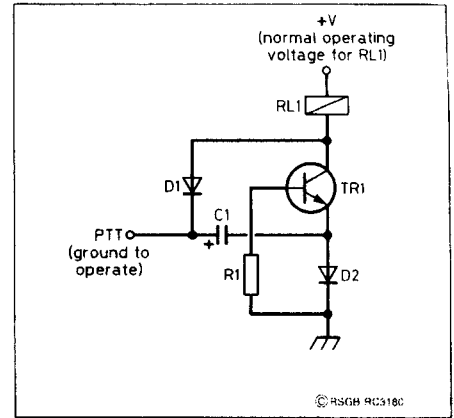 +V
(normal operating
voltage for RL1)
RL1
D1
TR1
C1
PTT
+
(ground to
operate)
R1
D2
© RSGB RC3180